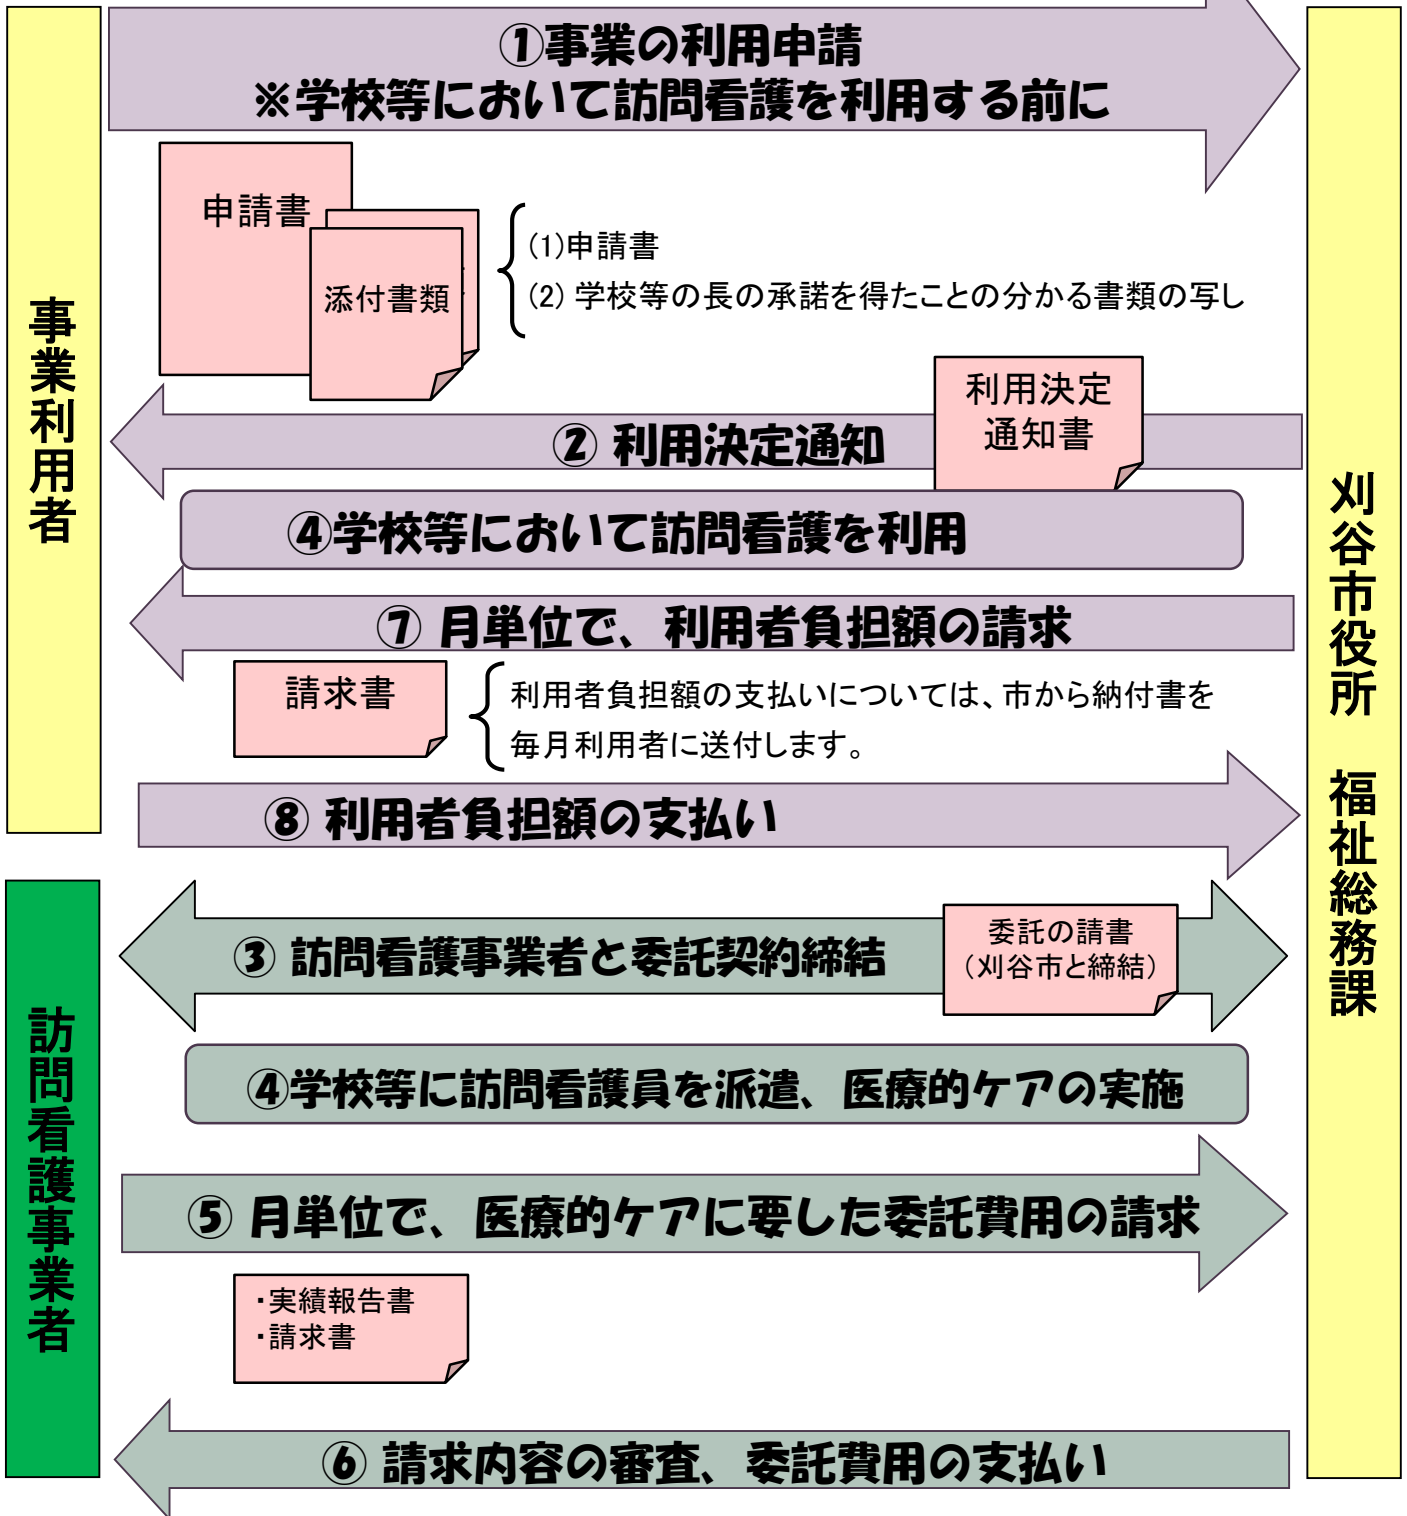 ①事業の利用申請
※学校等において訪問看護を利用する前に
申請書
添付書類
(1)申請書
(2) 学校等の長の承諾を得たことの分かる書類の写し
事業利用者
利用決定
通知書
② 利用決定通知
④学校等において訪問看護を利用
⑦ 月単位で、利用者負担額の請求
請求書
利用者負担額の支払いについては、市から納付書を
毎月利用者に送付します。
⑧ 利用者負担額の支払い
刈谷市役所 福祉総務課
③ 訪問看護事業者と委託契約締結
委託の請書
(刈谷市と締結)
④学校等に訪問看護員を派遣、医療的ケアの実施
訪問看護事業者
⑤ 月単位で、医療的ケアに要した委託費用の請求
・実績報告書
・請求書
⑥ 請求内容の審査、委託費用の支払い